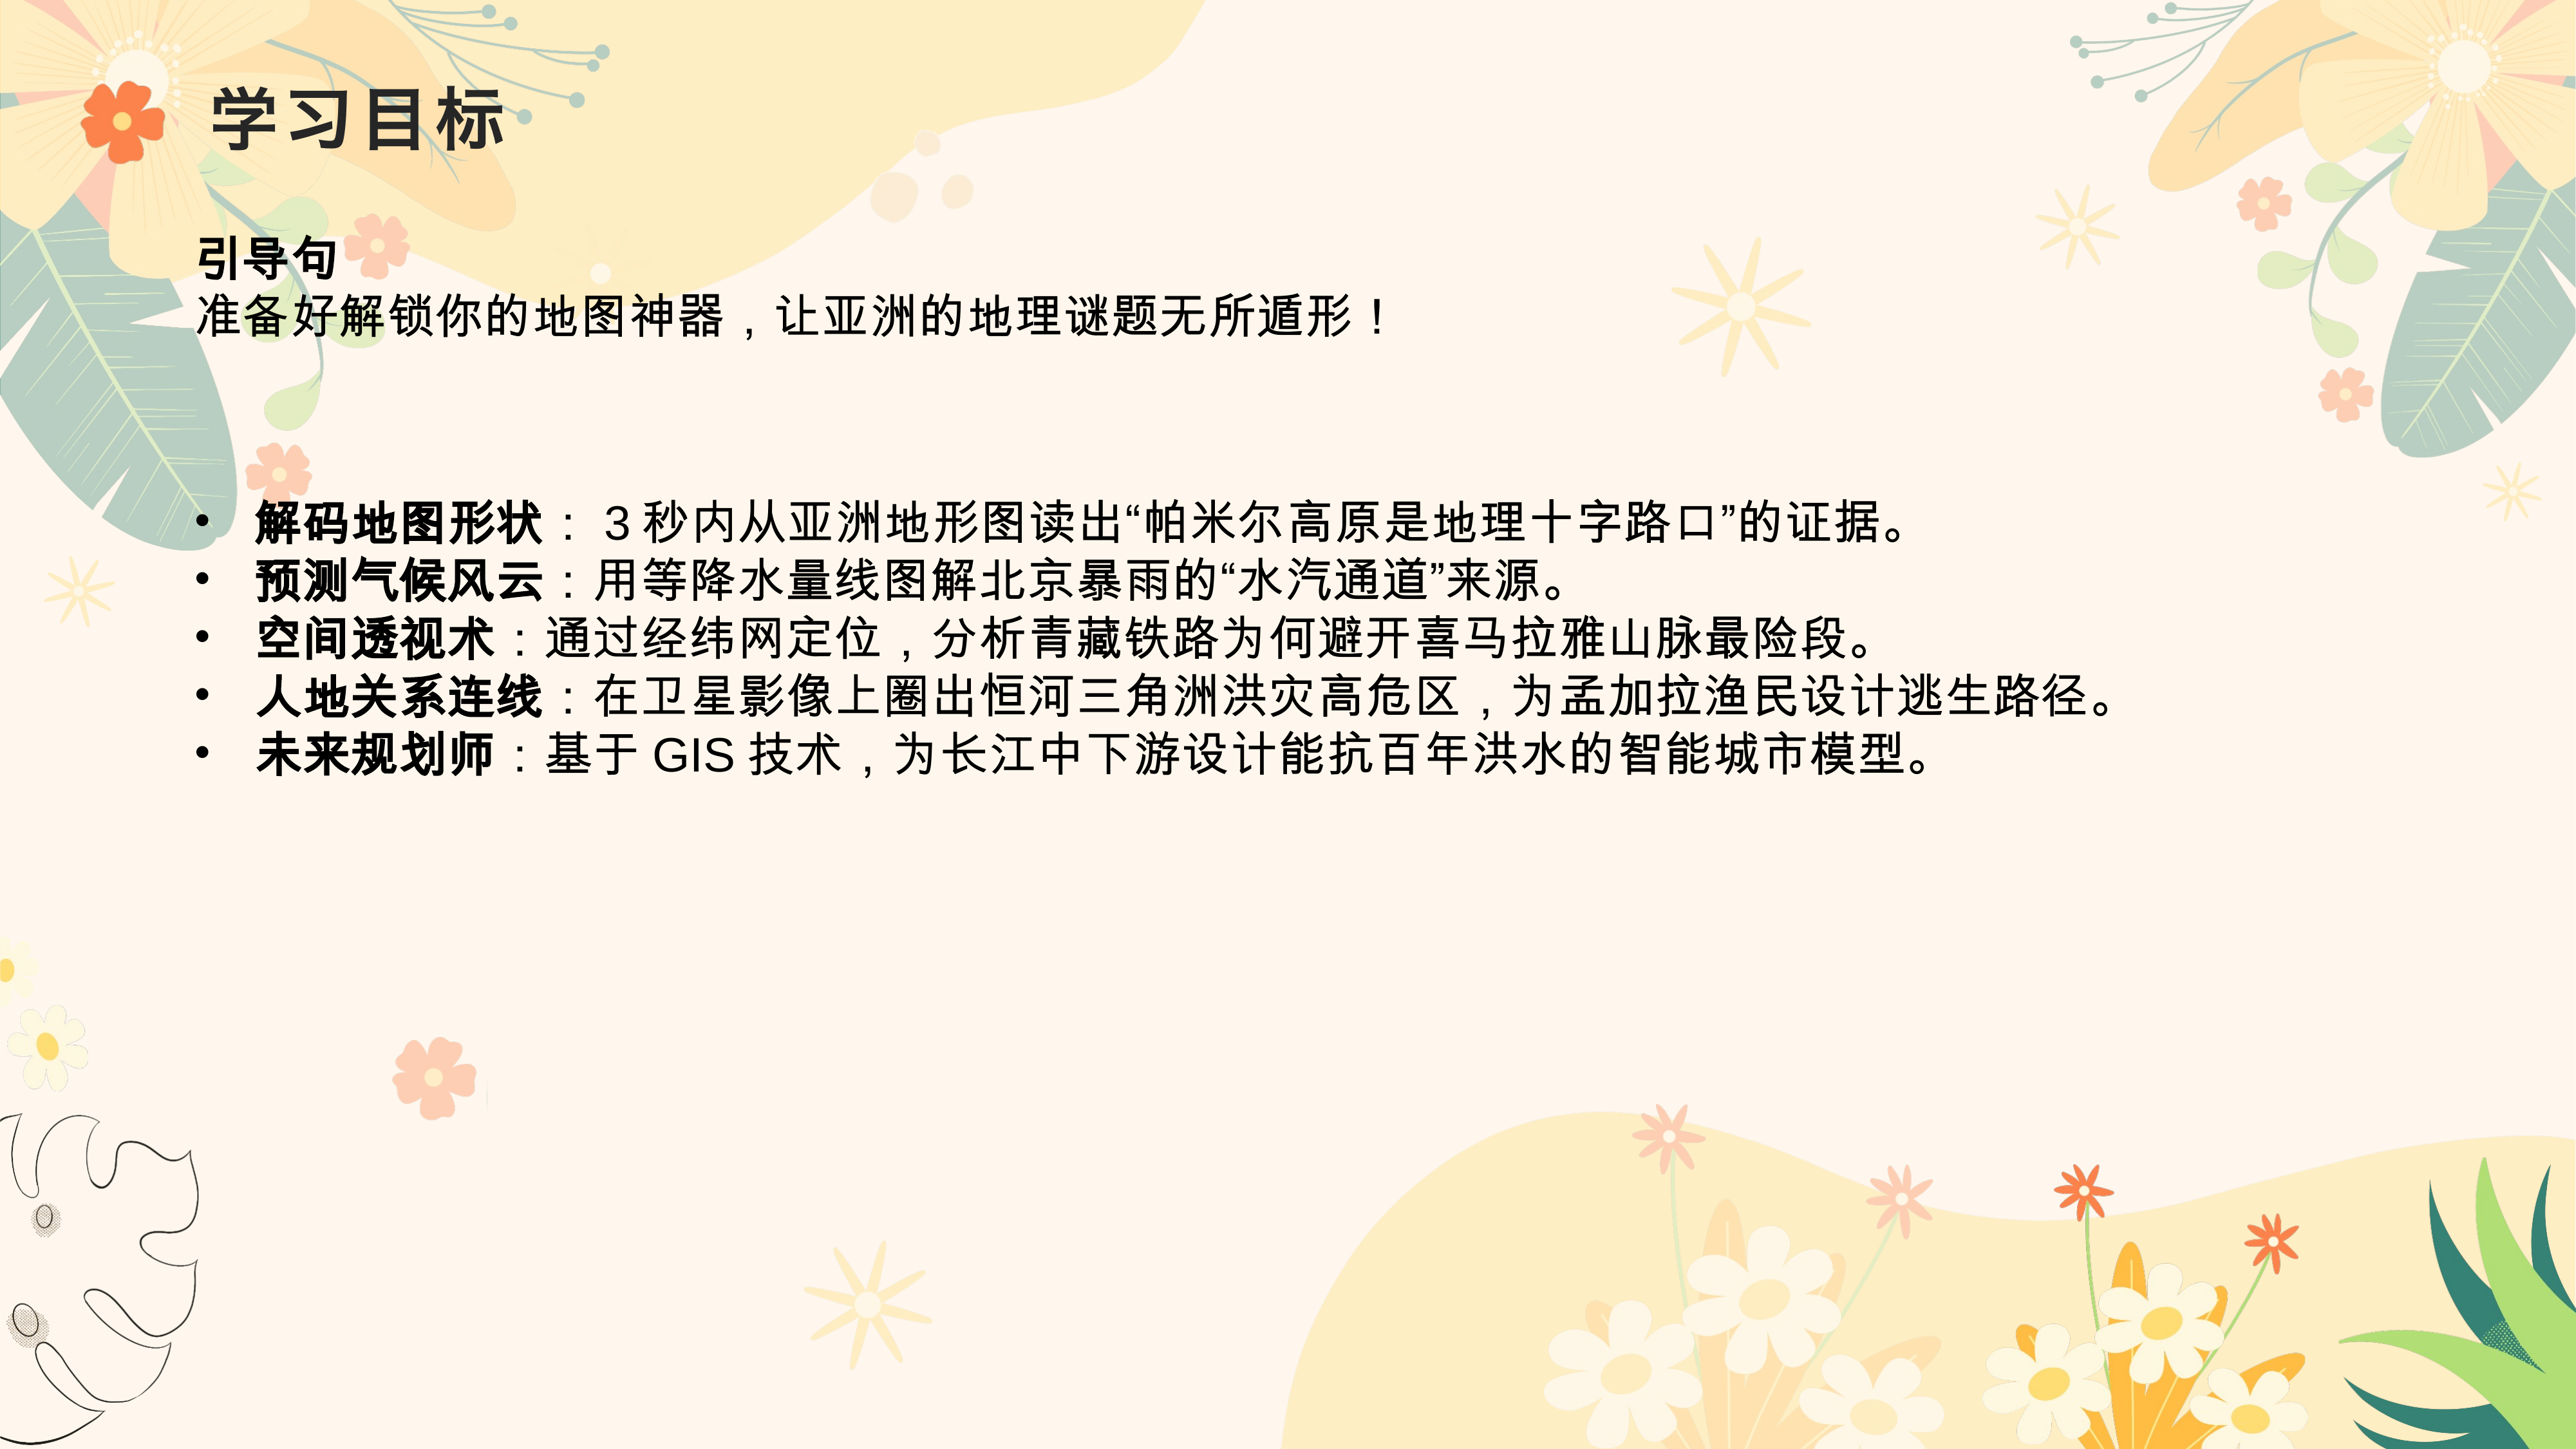 学习目标
引导句
准备好解锁你的地图神器，让亚洲的地理谜题无所遁形！
• 解码地图形状：3秒内从亚洲地形图读出“帕米尔高原是地理十字路口”的证据。
• 预测气候风云：用等降水量线图解北京暴雨的“水汽通道”来源。
• 空间透视术：通过经纬网定位，分析青藏铁路为何避开喜马拉雅山脉最险段。
• 人地关系连线：在卫星影像上圈出恒河三角洲洪灾高危区，为孟加拉渔民设计逃生路径。
• 未来规划师：基于GIS技术，为长江中下游设计能抗百年洪水的智能城市模型。